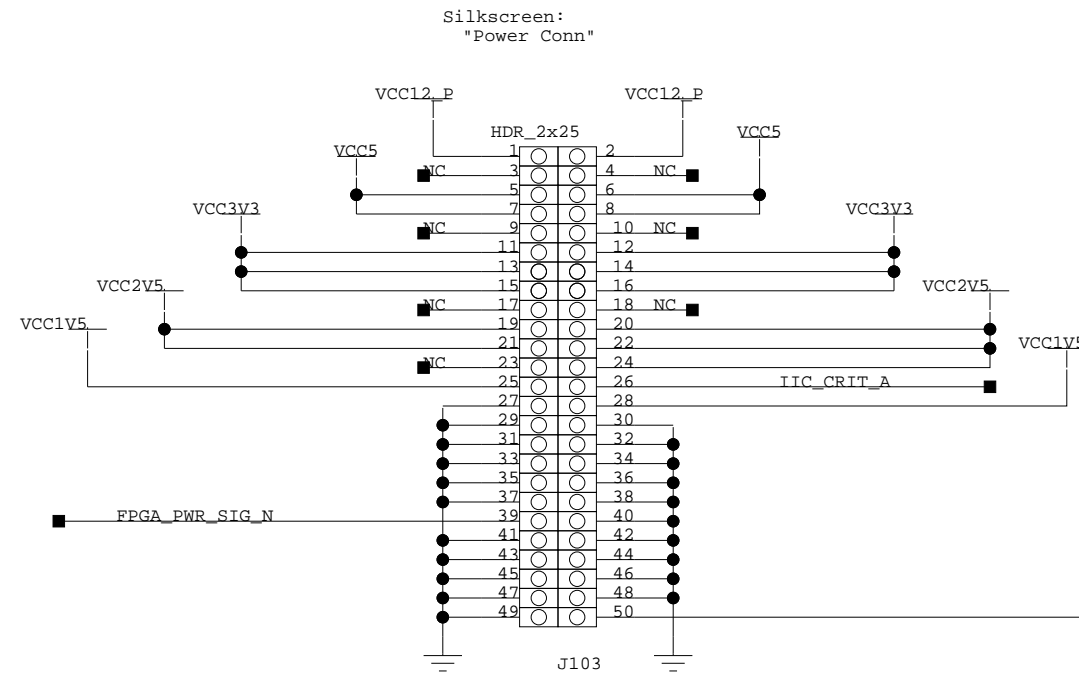 Silkscreen:
"Power Conn"
VCC12_P VCC12_P
HDR_2x25
VCC5 VCC5
1 2
NC 3 4 NC
5 6
7 8
VCC3V3 VCC3V3
NC 9 10 NC
11 12
13 14
15 16
VCC2V5 VCC2V5
NC 17 18 NC
VCC1V5 19 20
21 22 VCC1V5
NC 23 24
25 26 IIC_CRIT_A
27 28
29 30
31 32
33 34
35 36
37 38
FPGA_PWR_SIG_N 39 40
41 42
43 44
45 46
47 48
49 50
J103